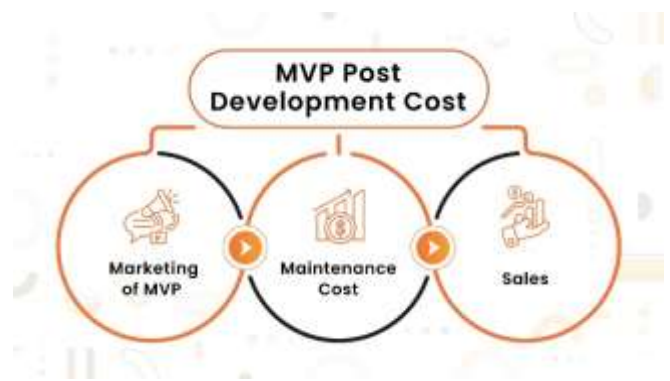 MVP Post
Development Cost
Marketing
of MVP
Maintenance
Cost
Sales